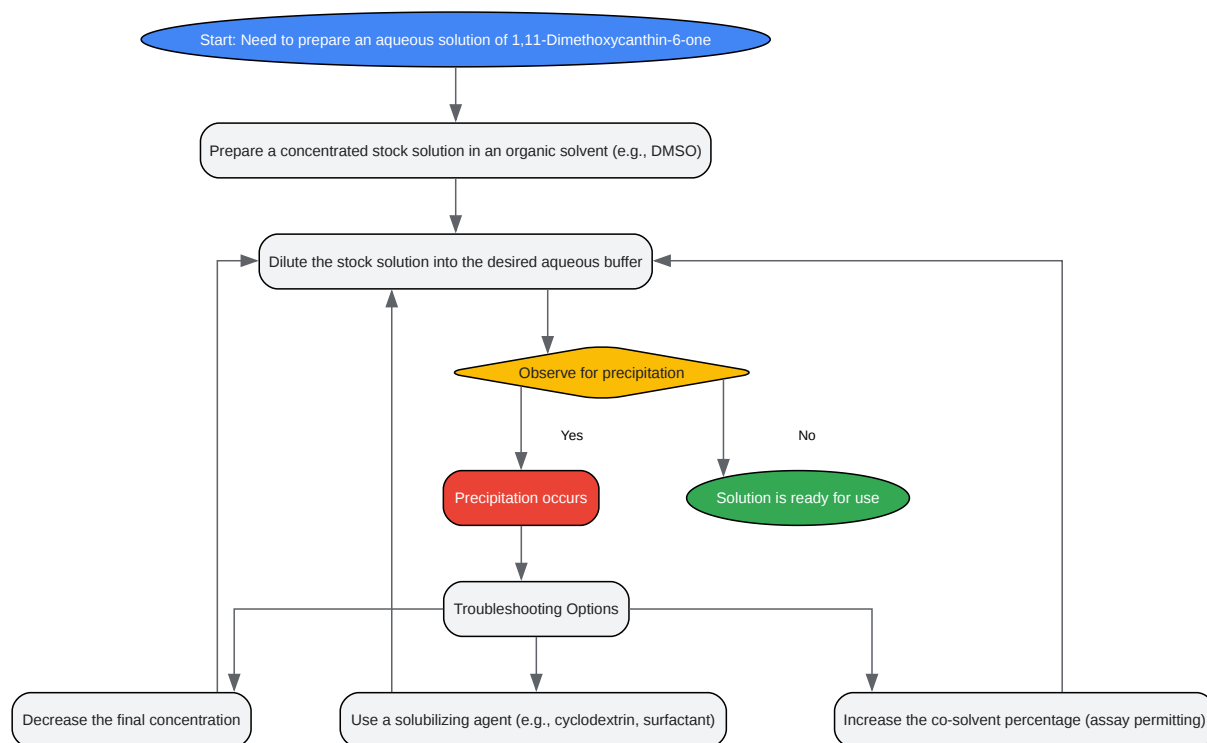 Start: Need to prepare an aqueous solution of 1,11-Dimethoxycanthin-6-one
Prepare a concentrated stock solution in an organic solvent (e.g., DMSO)
Dilute the stock solution into the desired aqueous buffer
Observe for precipitation
Yes
No
Precipitation occurs
Solution is ready for use
Troubleshooting Options
Decrease the final concentration
Use a solubilizing agent (e.g., cyclodextrin, surfactant)
Increase the co-solvent percentage (assay permitting)